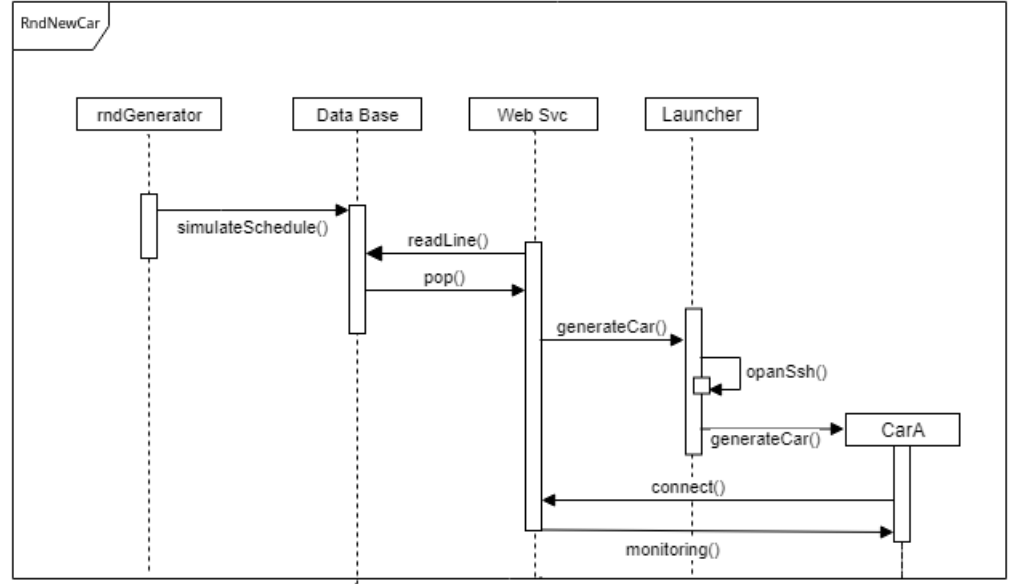 RndNewCar
rndGenerator
Data Base
Web Svc
Launcher
simulateSchedule()
readLine()
pop()
generateCar()
opanSsh()
generateCar()
CarA
connect()
monitoring()